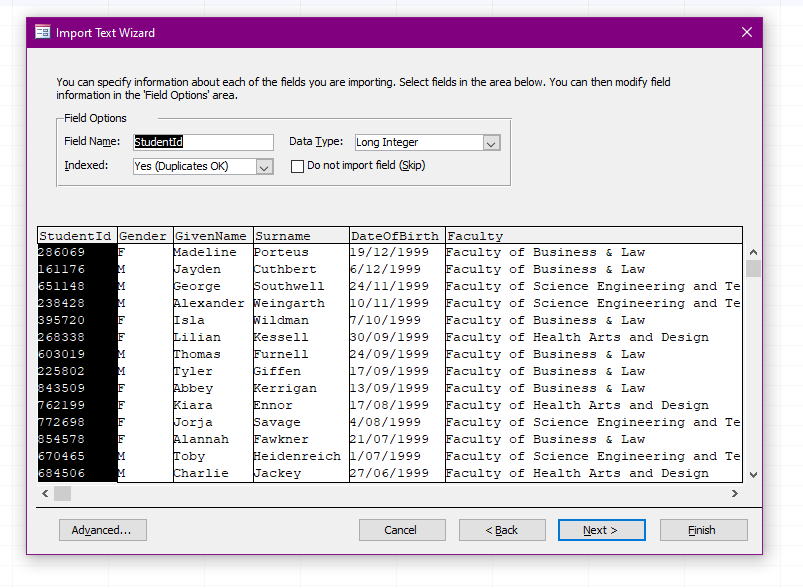 Import Text Wizard
You can specify information about each of the fields you are importing. Select fields in the area below. You can then modify field
information in the 'Field Options' area.
Field Options
Field Name: StudentId Data Type: Long Integer
Indexed: Yes (Duplicates OK) Do not import field (Skip)
StudentId Gender GivenName Surname DateOfBirth Faculty
286069 F Madeline Porteus 19/12/1999 Faculty of Business & Law
161176 M Jayden Cuthbert 6/12/1999 Faculty of Business & Law
651148 M George Southwell 24/11/1999 Faculty of Science Engineering and Te
238428 M Alexander Weingarth 10/11/1999 Faculty of Science Engineering and Te
395720 F Isla Wildman 7/10/1999 Faculty of Business & Law
268338 F Lilian Kessell 30/09/1999 Faculty of Health Arts and Design
603019 M Thomas Furnell 24/09/1999 Faculty of Business & Law
225802 M Tyler Giffen 17/09/1999 Faculty of Business & Law
843509 F Abbey Kerrigan 13/09/1999 Faculty of Business & Law
762199 F Kiara Ennor 17/08/1999 Faculty of Health Arts and Design
772698 F Jorja Savage 4/08/1999 Faculty of Science Engineering and Te
854578 F Alannah Fawkner 21/07/1999 Faculty of Business & Law
670465 M Toby Heidenreich 1/07/1999 Faculty of Science Engineering and Te
684506 M Charlie Jackey 27/06/1999 Faculty of Health Arts and Design
Advanced... Cancel < Back Next > Finish